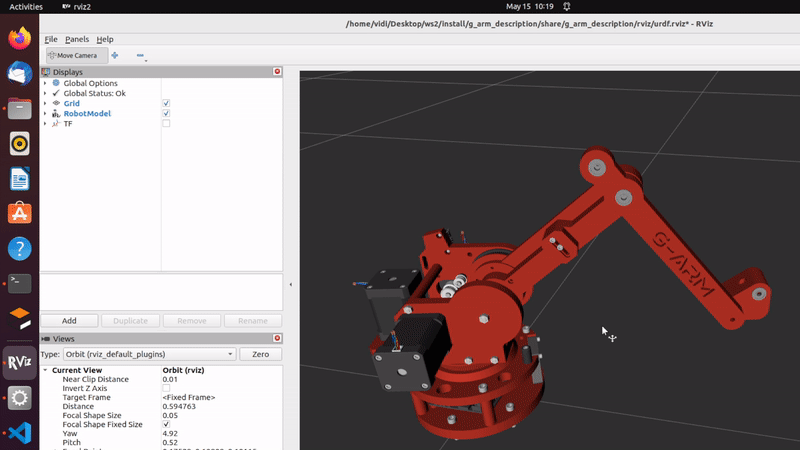 Activities
rviz2
May 15 10:19
/home/vidl/Desktop/ws2/install/g_arm_description/share/g_arm_description/rviz/urdf.rviz* - RViz
File Panels Help
Move Camera
Displays
Global Options
Global Status: Ok
Grid
RobotModel
TF
Add Duplicate Remove Rename
Views
Type: Orbit (rviz_default_plugins) Zero
Current View Orbit (rviz)
Near Clip Distance 0.01
Invert Z Axis
Target Frame <Fixed Frame>
Distance 0.594763
Focal Shape Size 0.05
Focal Shape Fixed Size
Yaw 4.92
Pitch 0.52
G-ARM
RViz